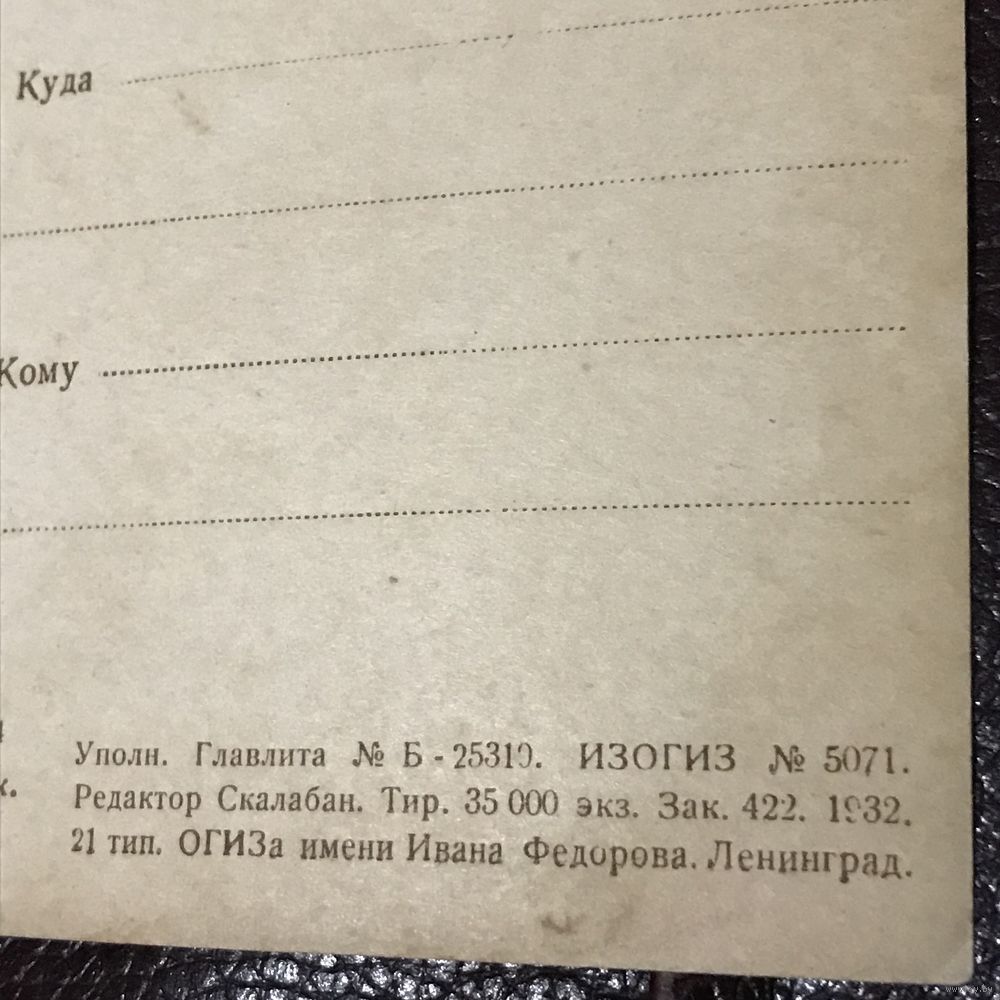 Куда
Кому
Уполн. Главлита № Б - 25310. ИЗОГИЗ № 5071.
Редактор Скалабан. Тир. 35 000 экз. Зак. 422. 1932.
21 тип. ОГИЗа имени Ивана Федорова. Ленинград.